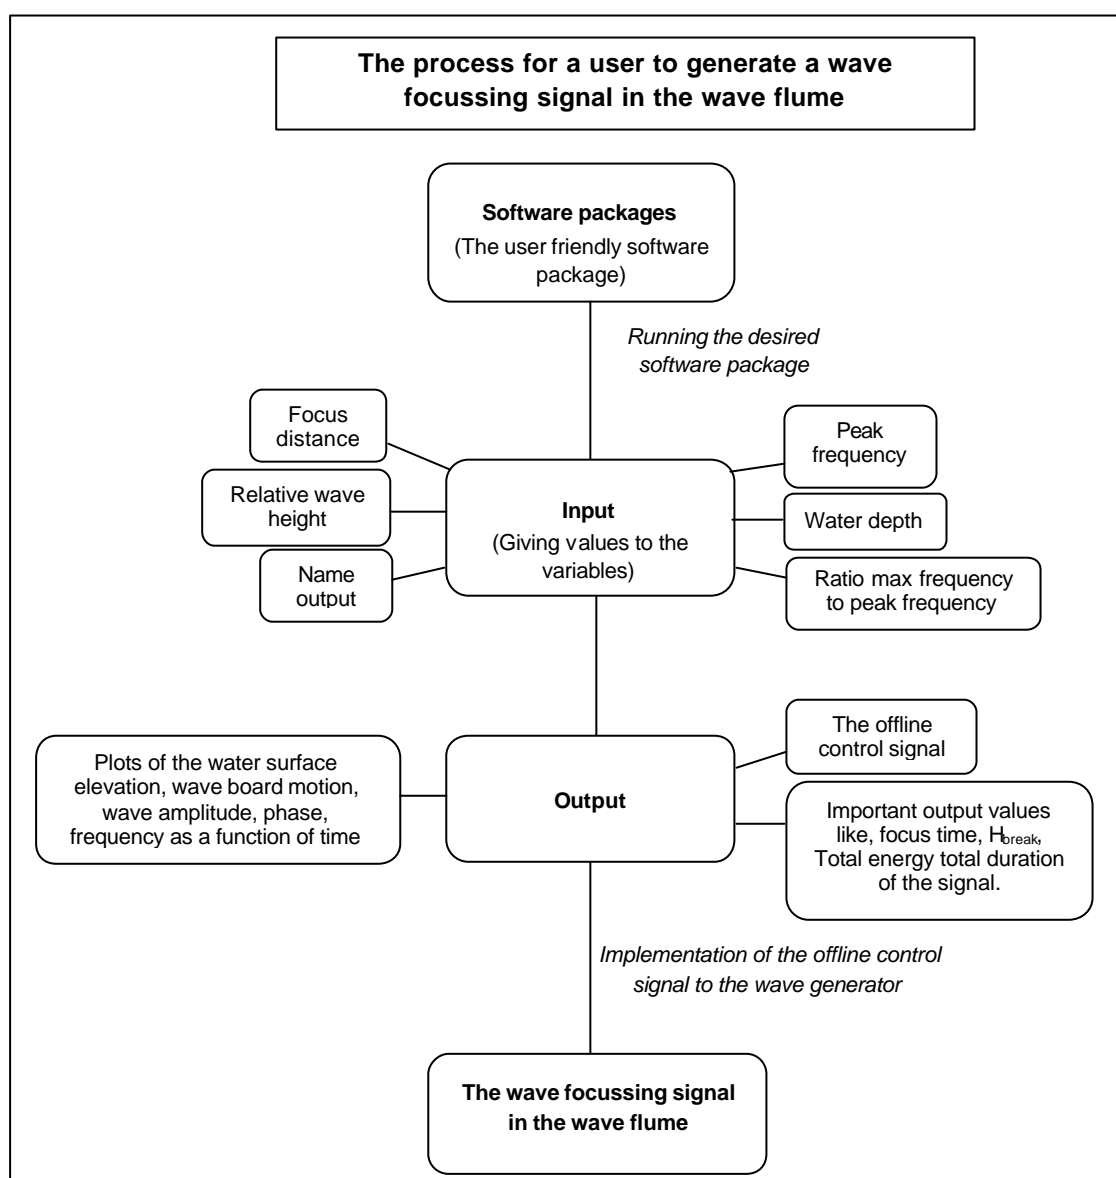 The process for a user to generate a wave
focussing signal in the wave flume
Software packages
(The user friendly software
package)
Running the desired
software package
Focus
distance
Relative wave
height
Name
output
Input
(Giving values to the
variables)
Peak
frequency
Water depth
Ratio max frequency
to peak frequency
Plots of the water surface
elevation, wave board motion,
wave amplitude, phase,
frequency as a function of time
Output
The offline
control signal
Important output values
like, focus time, Hbreak,
Total energy total duration
of the signal.
Implementation of the offline control
signal to the wave generator
The wave focussing signal
in the wave flume